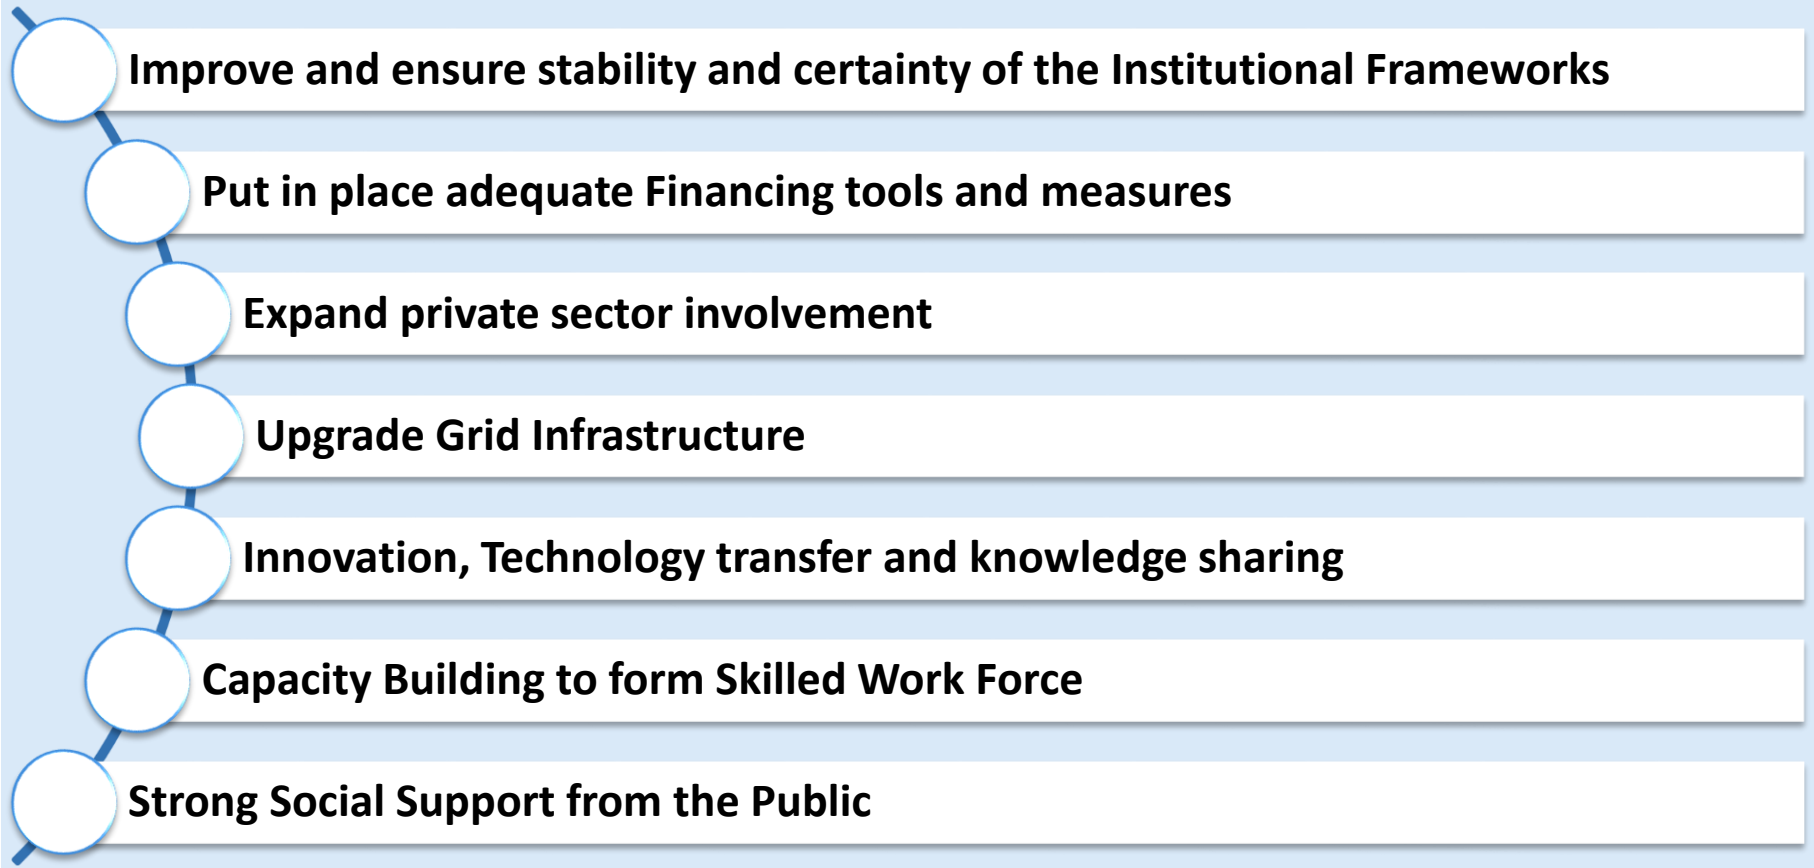 Improve and ensure stability and certainty of the Institutional Frameworks
Put in place adequate Financing tools and measures
Expand private sector involvement
Upgrade Grid Infrastructure
Innovation, Technology transfer and knowledge sharing
Capacity Building to form Skilled Work Force
Strong Social Support from the Public